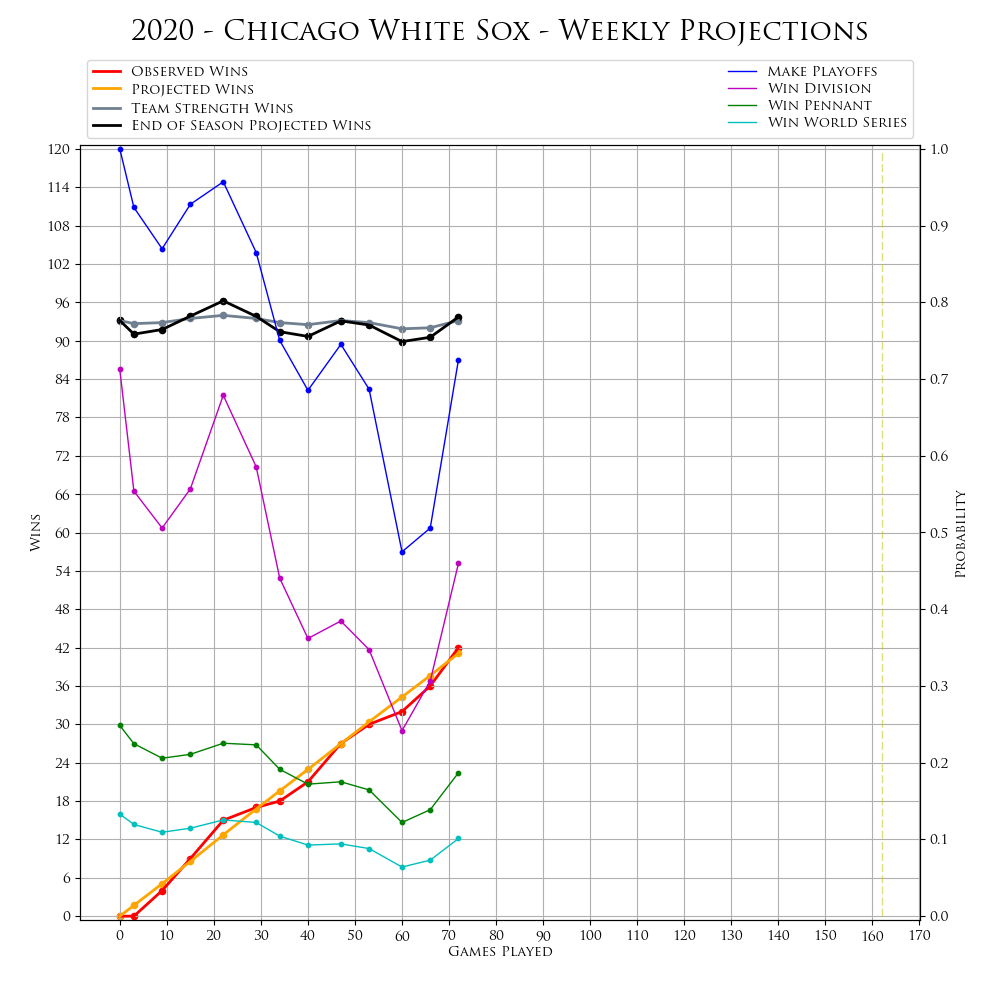 2020 - Chicago White Sox - Weekly Projections
Observed Wins
Projected Wins
Team Strength Wins
End of Season Projected Wins
Make Playoffs
Win Division
Win Pennant
Win World Series
120
114
108
102
96
90
84
78
72
66
60
54
48
42
36
30
24
18
12
6
0
Wins
1.0
0.9
0.8
0.7
0.6
0.5
0.4
0.3
0.2
0.1
0.0
Probability
0 10 20 30 40 50 60 70 80 90 100 110 120 130 140 150 160 170
Games Played